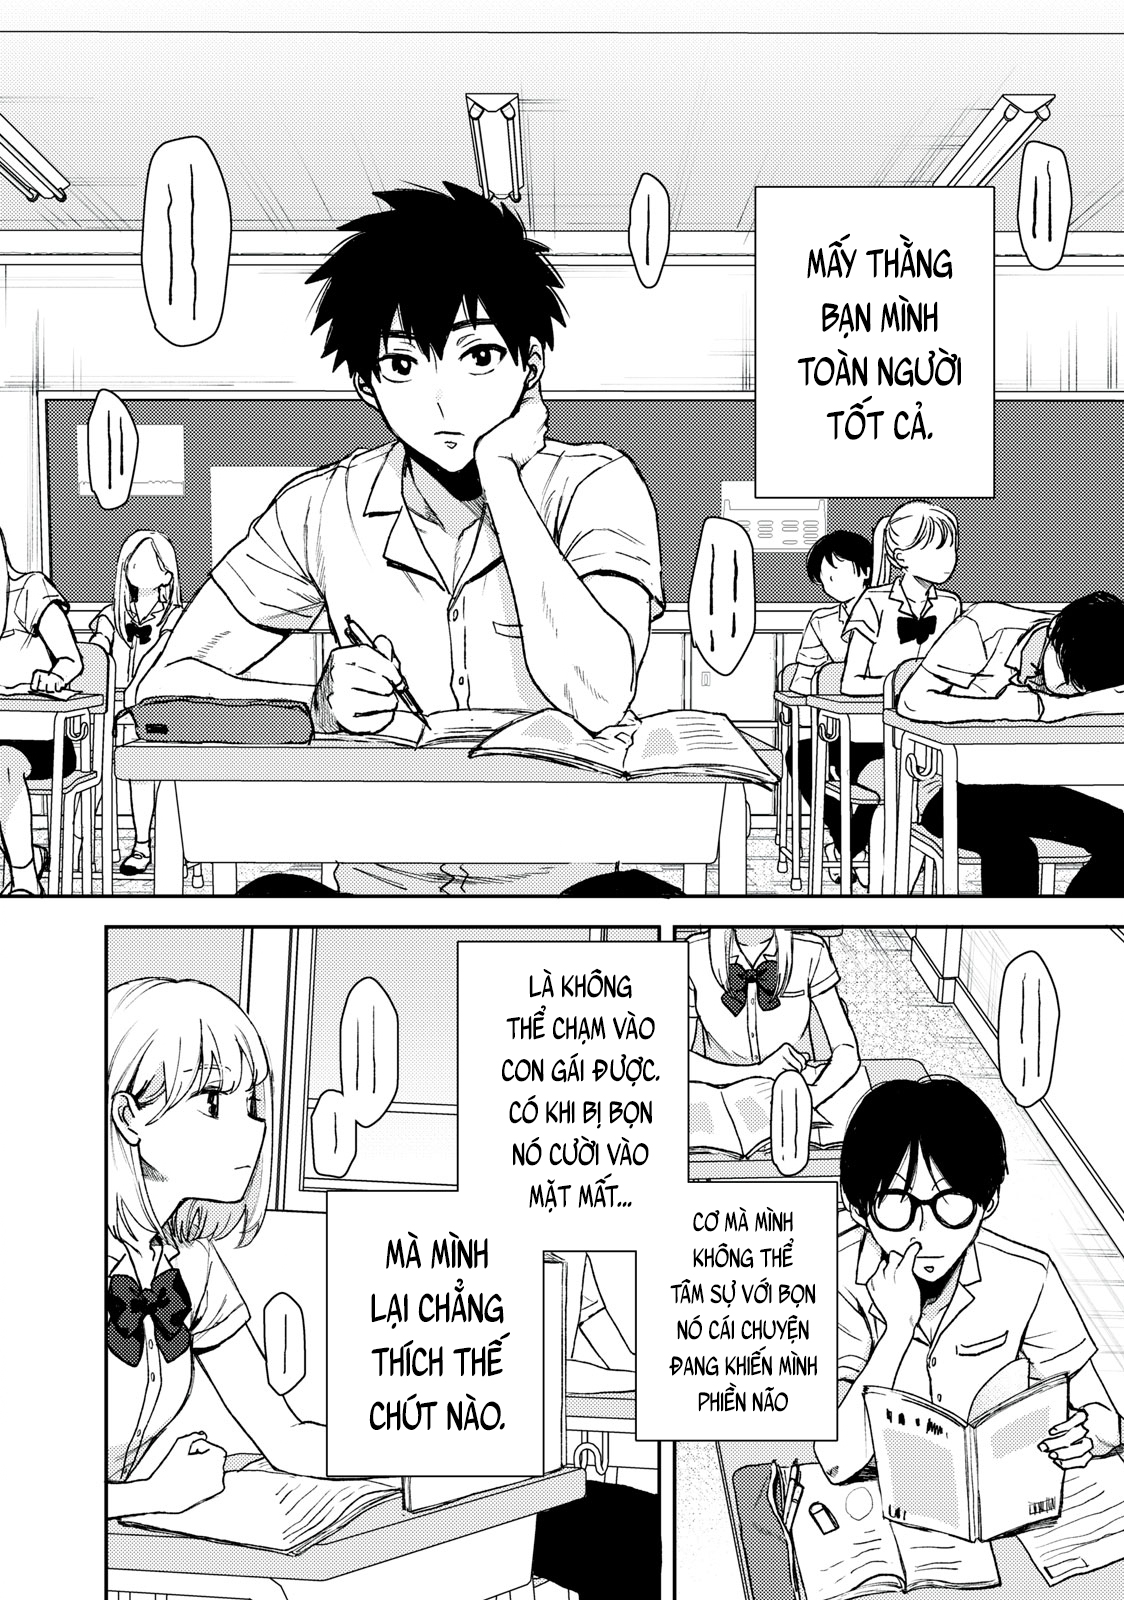 MẤY THẰNG
BẠN MÌNH
TOÀN NGƯỜI
TỐT CẢ.
CƠ MÀ MÌNH
KHÔNG THỂ
TÂM SỰ VỚI BỌN
NÓ CÁI CHUYỆN
ĐANG KHIẾN MÌNH
PHIỀN NÃO
LÀ KHÔNG
THỂ CHẠM VÀO
CON GÁI ĐƯỢC.
CÓ KHI BỊ BỌN
NÓ CƯỜI VÀO
MẶT MẤT...
MÀ MÌNH
LẠI CHẲNG
THÍCH THẾ
CHÚT NÀO.